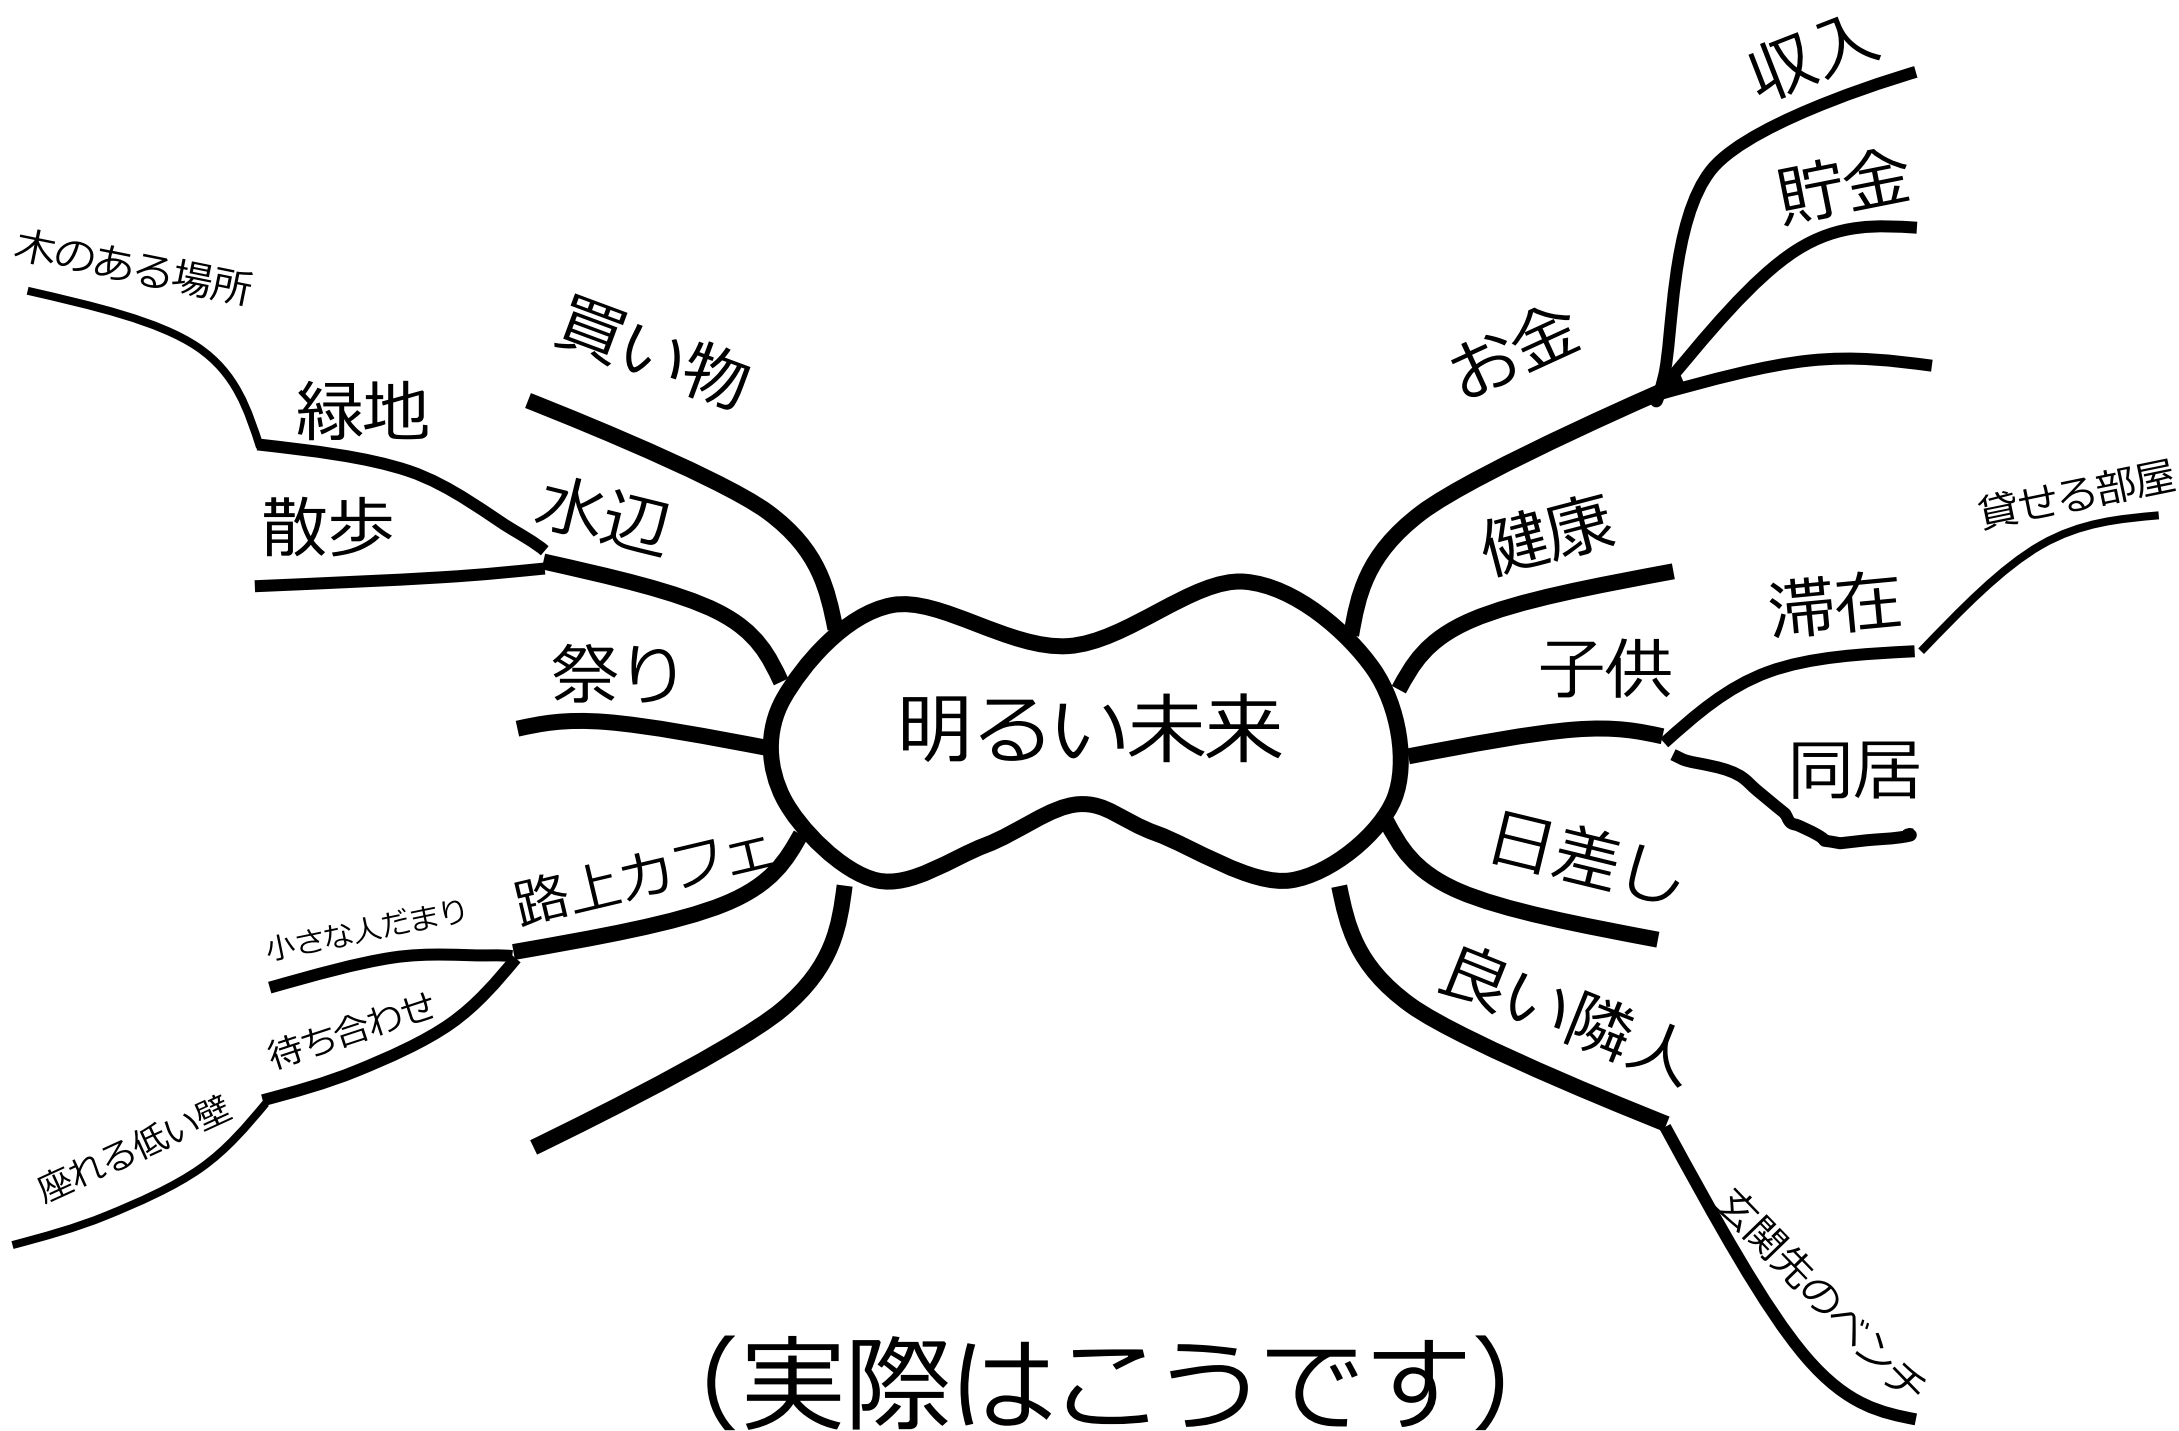 明るい未来
お金
収入
貯金
健康
子供
滞在
貸せる部屋
同居
日差し
良い隣人
玄関先のベンチ
買い物
水辺
緑地
木のある場所
散歩
祭り
路上カフェ
小さな人だまり
待ち合わせ
座れる低い壁
（実際はこうです）